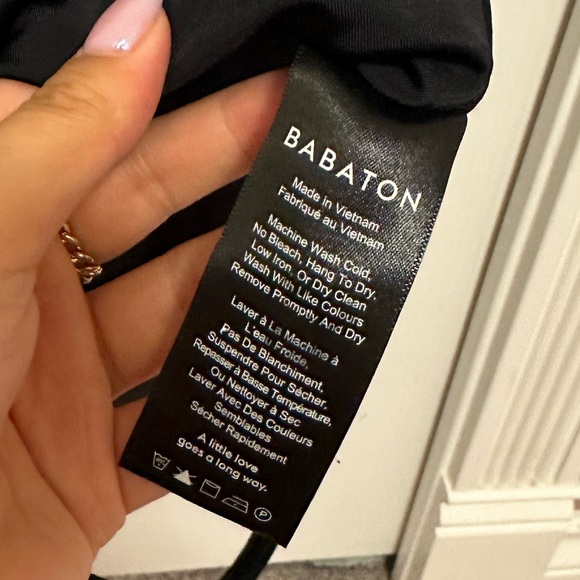 BABATON
Made in Vietnam
Fabriqué au Vietnam
Machine Wash Cold,
No Bleach, Hang To Dry.
Low Iron. Or Dry Clean
Wash With Like Colours
Remove Promptly And Dry
Laver à La Machine à
L'eau Froide,
Pas De Blanchiment,
Suspendre Pour Sécher,
Repasser à Basse Température,
Ou Nettoyer à Sec
Laver Avec Des Couleurs
Semblables
Sécher Rapidement
A little love
goes a long way.
P